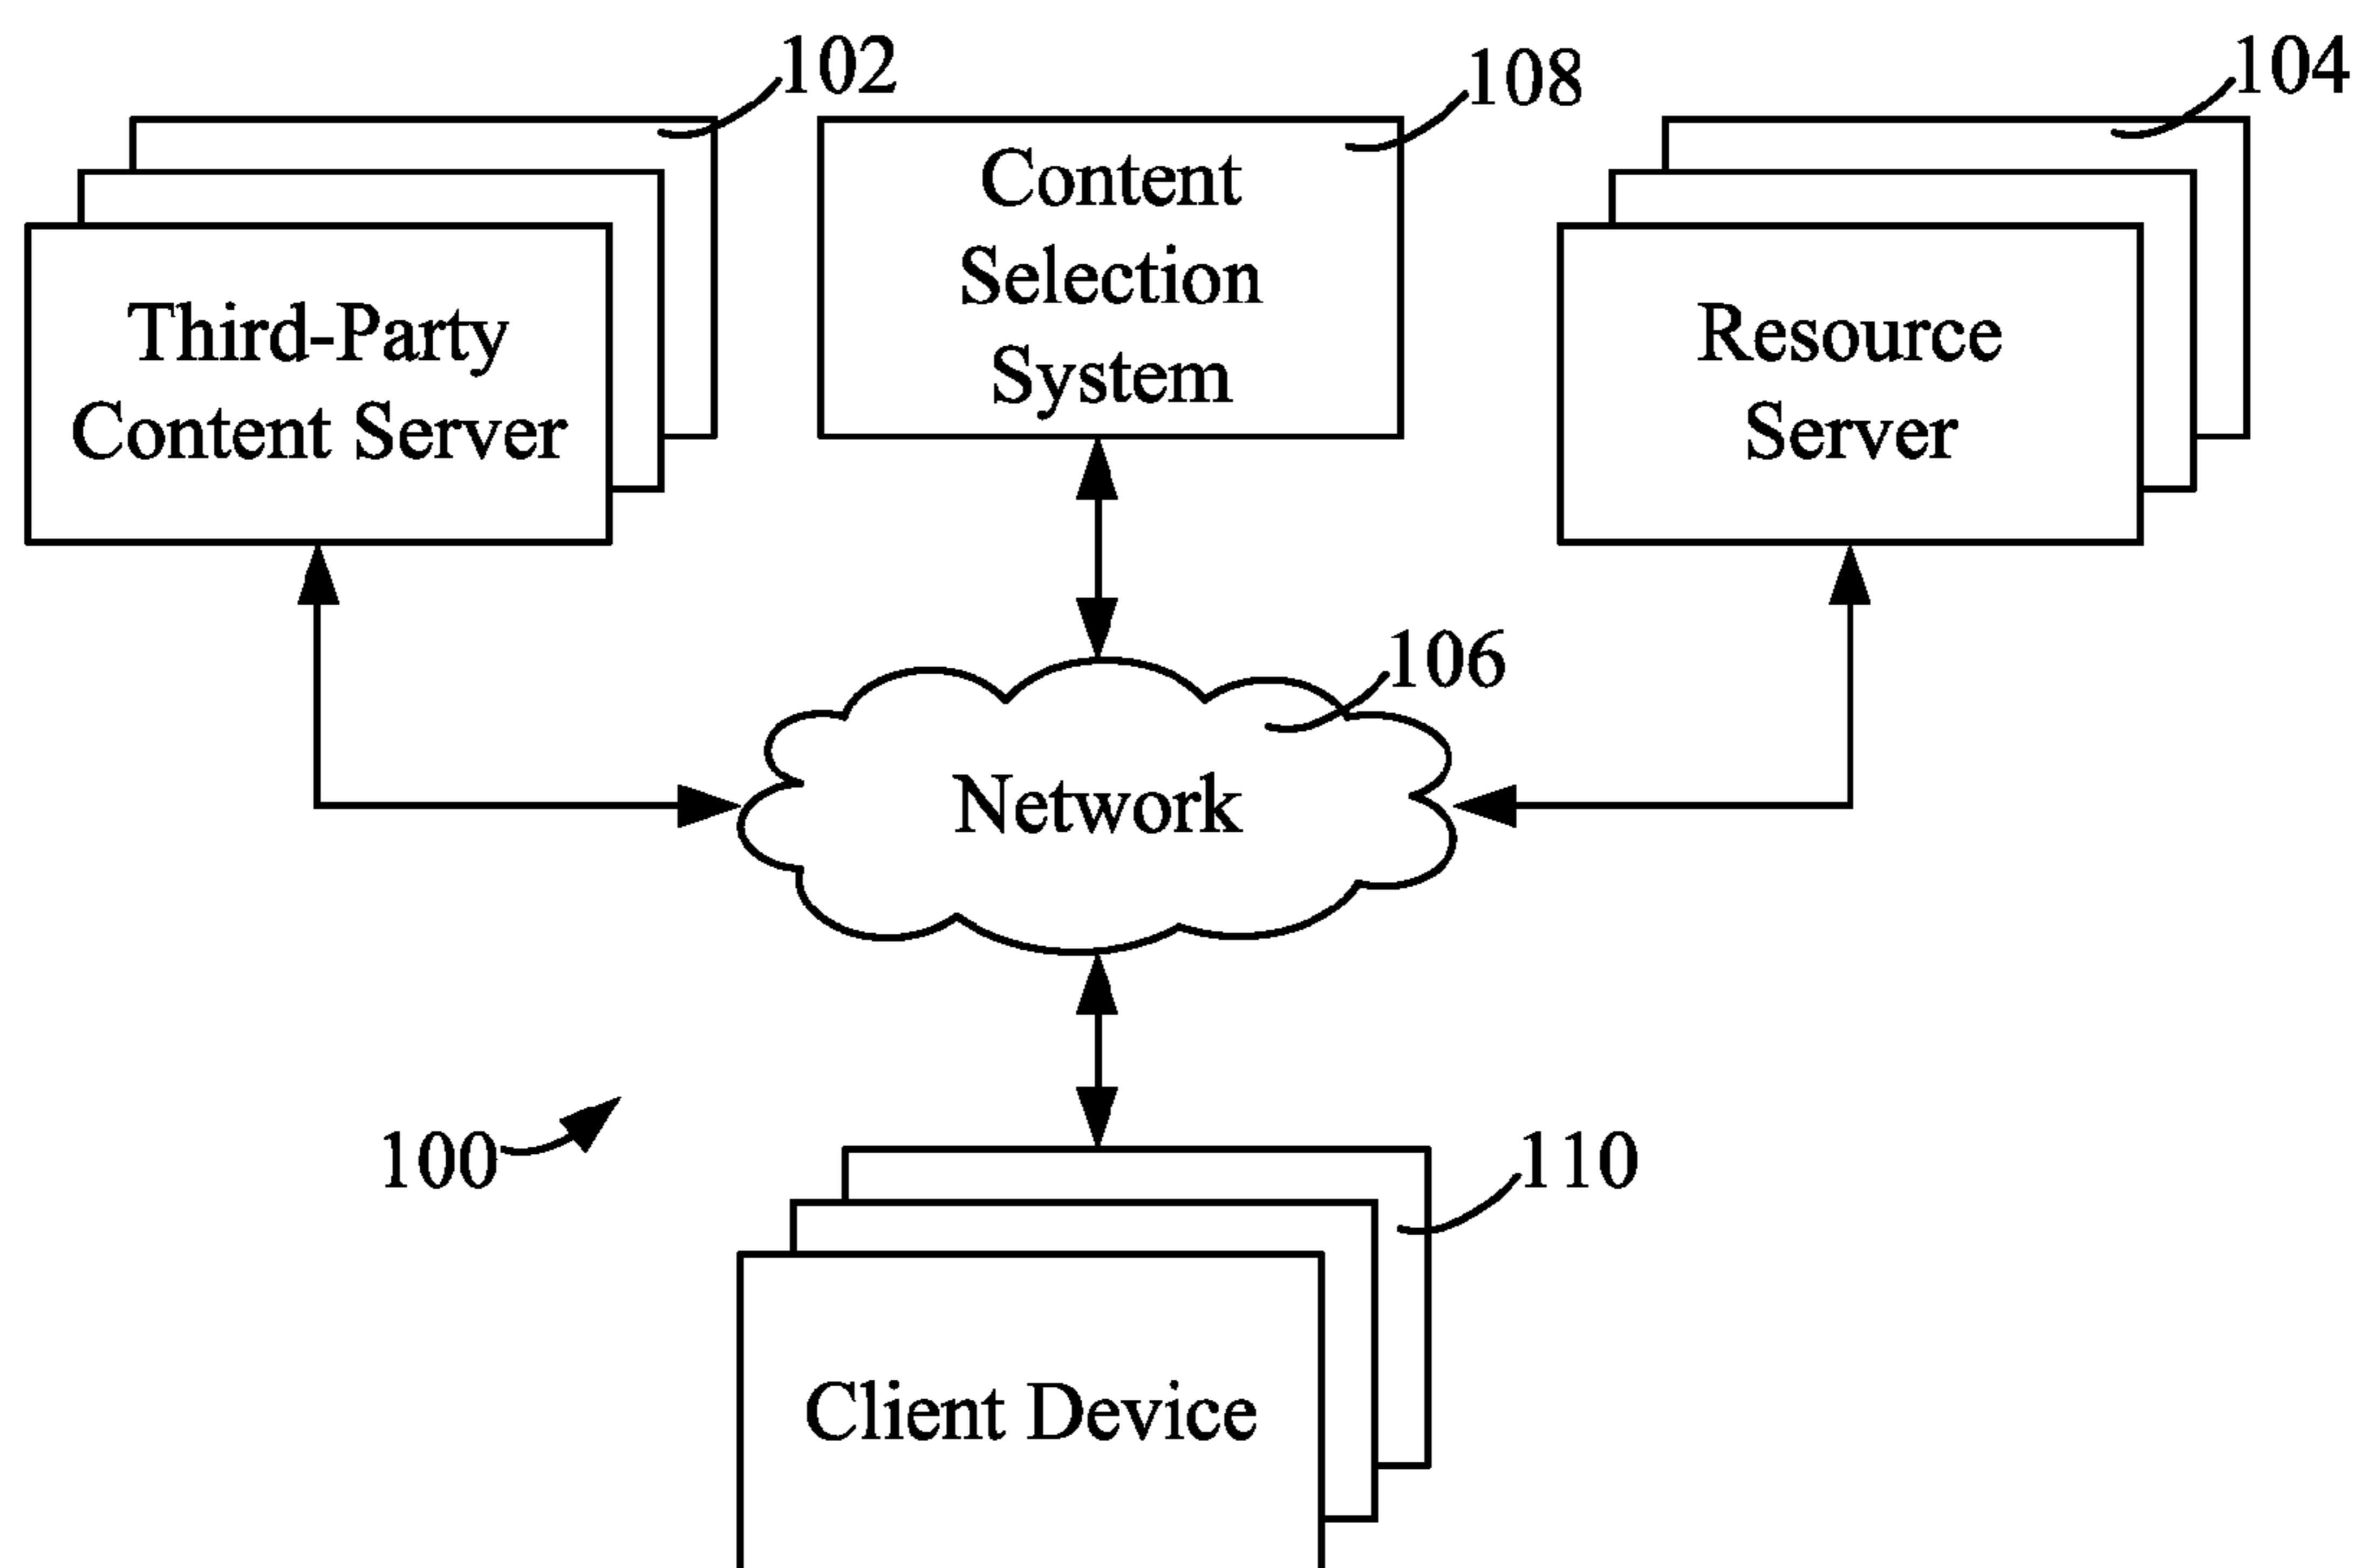 102
108
104
Content
Selection
System
Third-Party
Content Server
Resource
Server
106
Network
100
110
Client Device